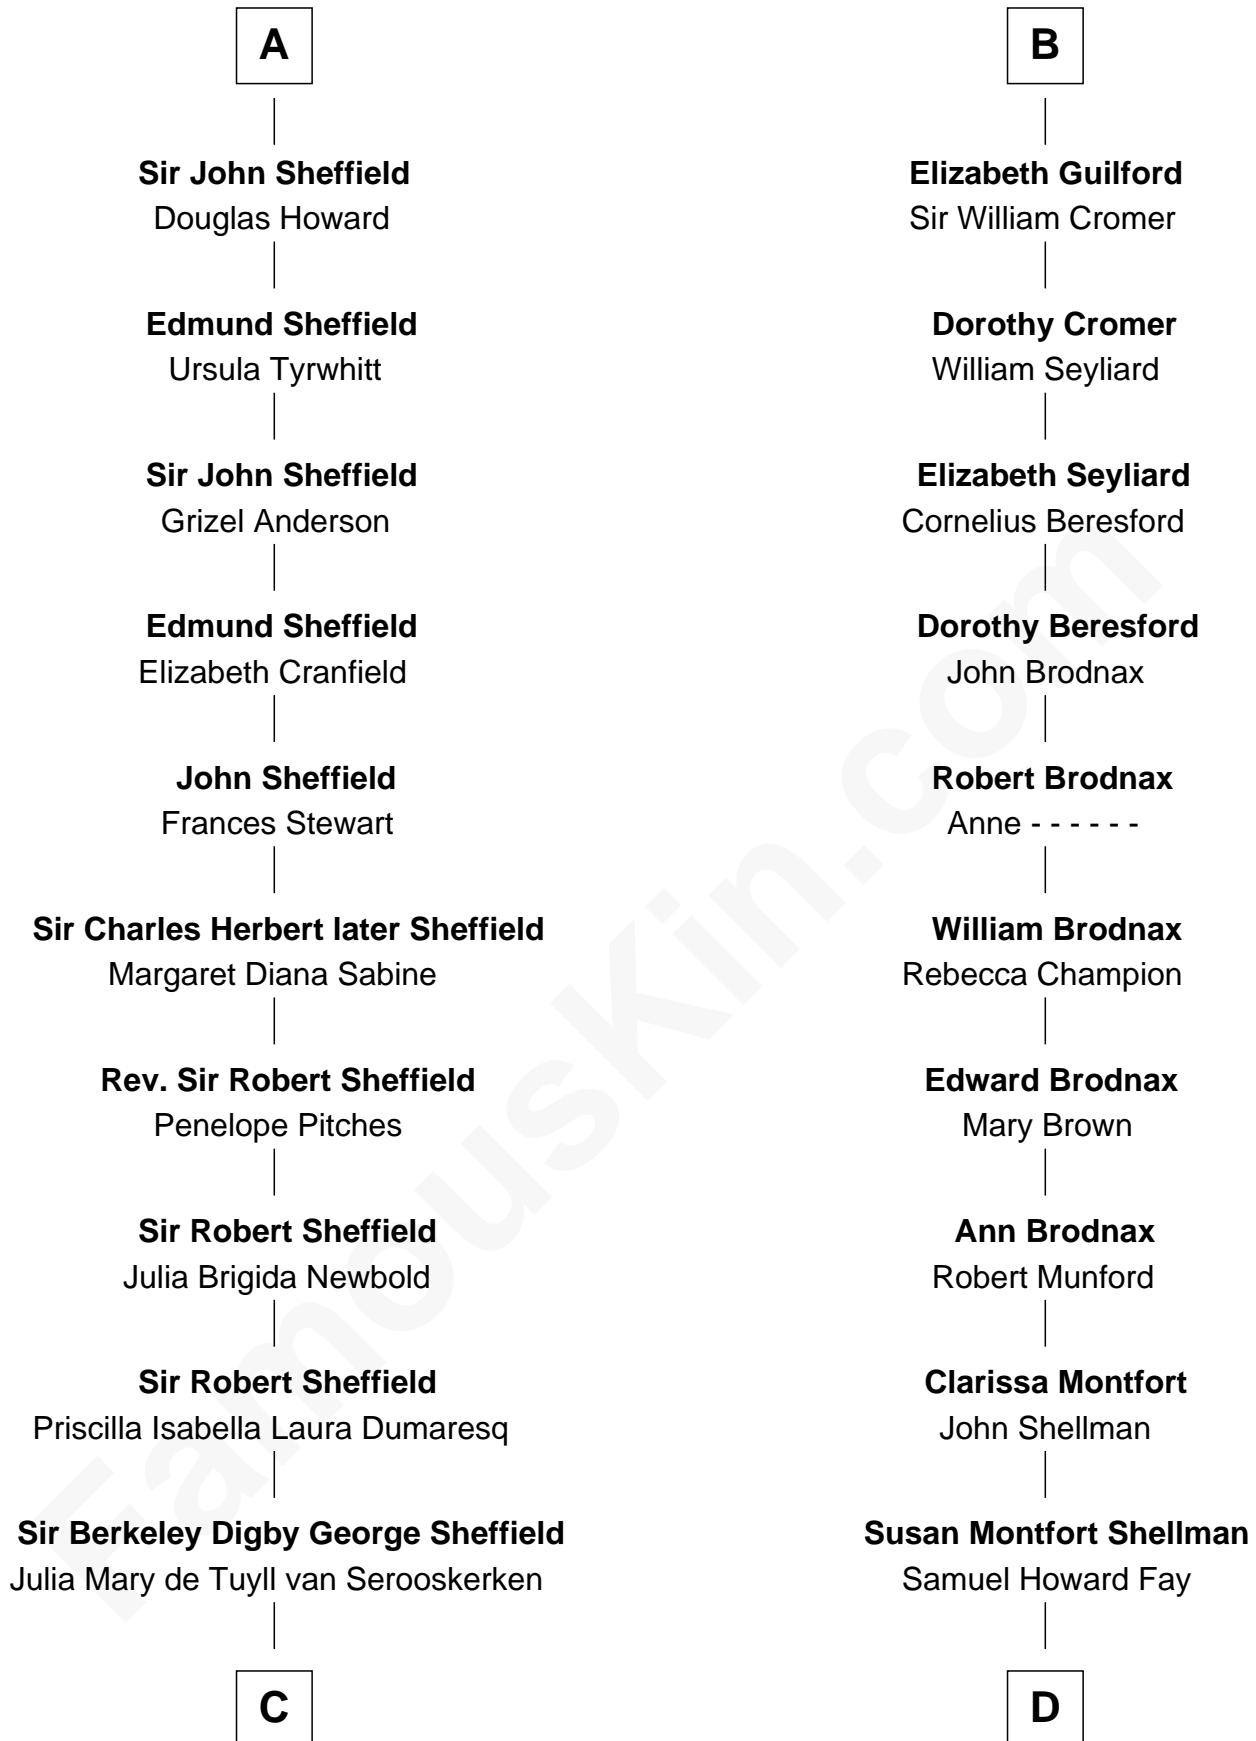 A
Sir John Sheffield
Douglas Howard
Edmund Sheffield
Ursula Tyrwhitt
Sir John Sheffield
Grizel Anderson
Edmund Sheffield
Elizabeth Cranfield
John Sheffield
Frances Stewart
Sir Charles Herbert later Sheffield
Margaret Diana Sabine
Rev. Sir Robert Sheffield
Penelope Pitches
Sir Robert Sheffield
Julia Brigida Newbold
Sir Robert Sheffield
Priscilla Isabella Laura Dumaresq
Sir Berkeley Digby George Sheffield
Julia Mary de Tuyll van Serooskerken
C
B
Elizabeth Guilford
Sir William Cromer
Dorothy Cromer
William Seyliard
Elizabeth Seyliard
Cornelius Beresford
Dorothy Beresford
John Brodnax
Robert Brodnax
Anne - - - - - -
William Brodnax
Rebecca Champion
Edward Brodnax
Mary Brown
Ann Brodnax
Robert Munford
Clarissa Montfort
John Shellman
Susan Montfort Shellman
Samuel Howard Fay
D
FamousKin.com